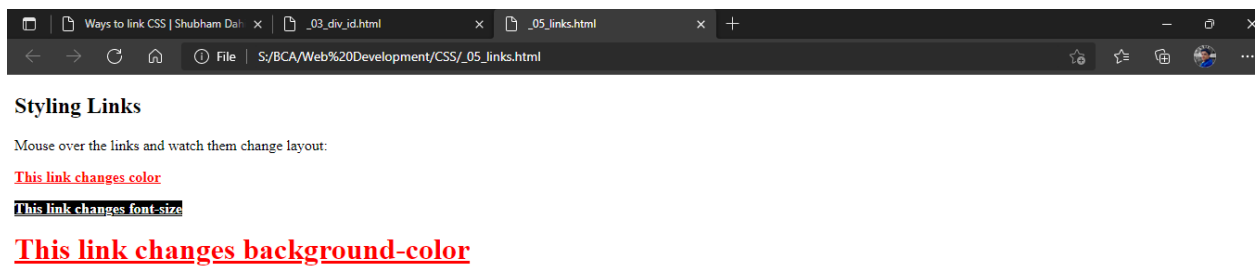 Ways to link CSS | Shubham Dah
_03_div_id.html
_05_links.html
File
S:/BCA/Web%20Development/CSS/_05_links.html
Styling Links
Mouse over the links and watch them change layout:
This link changes color
This link changes font-size
This link changes background-color